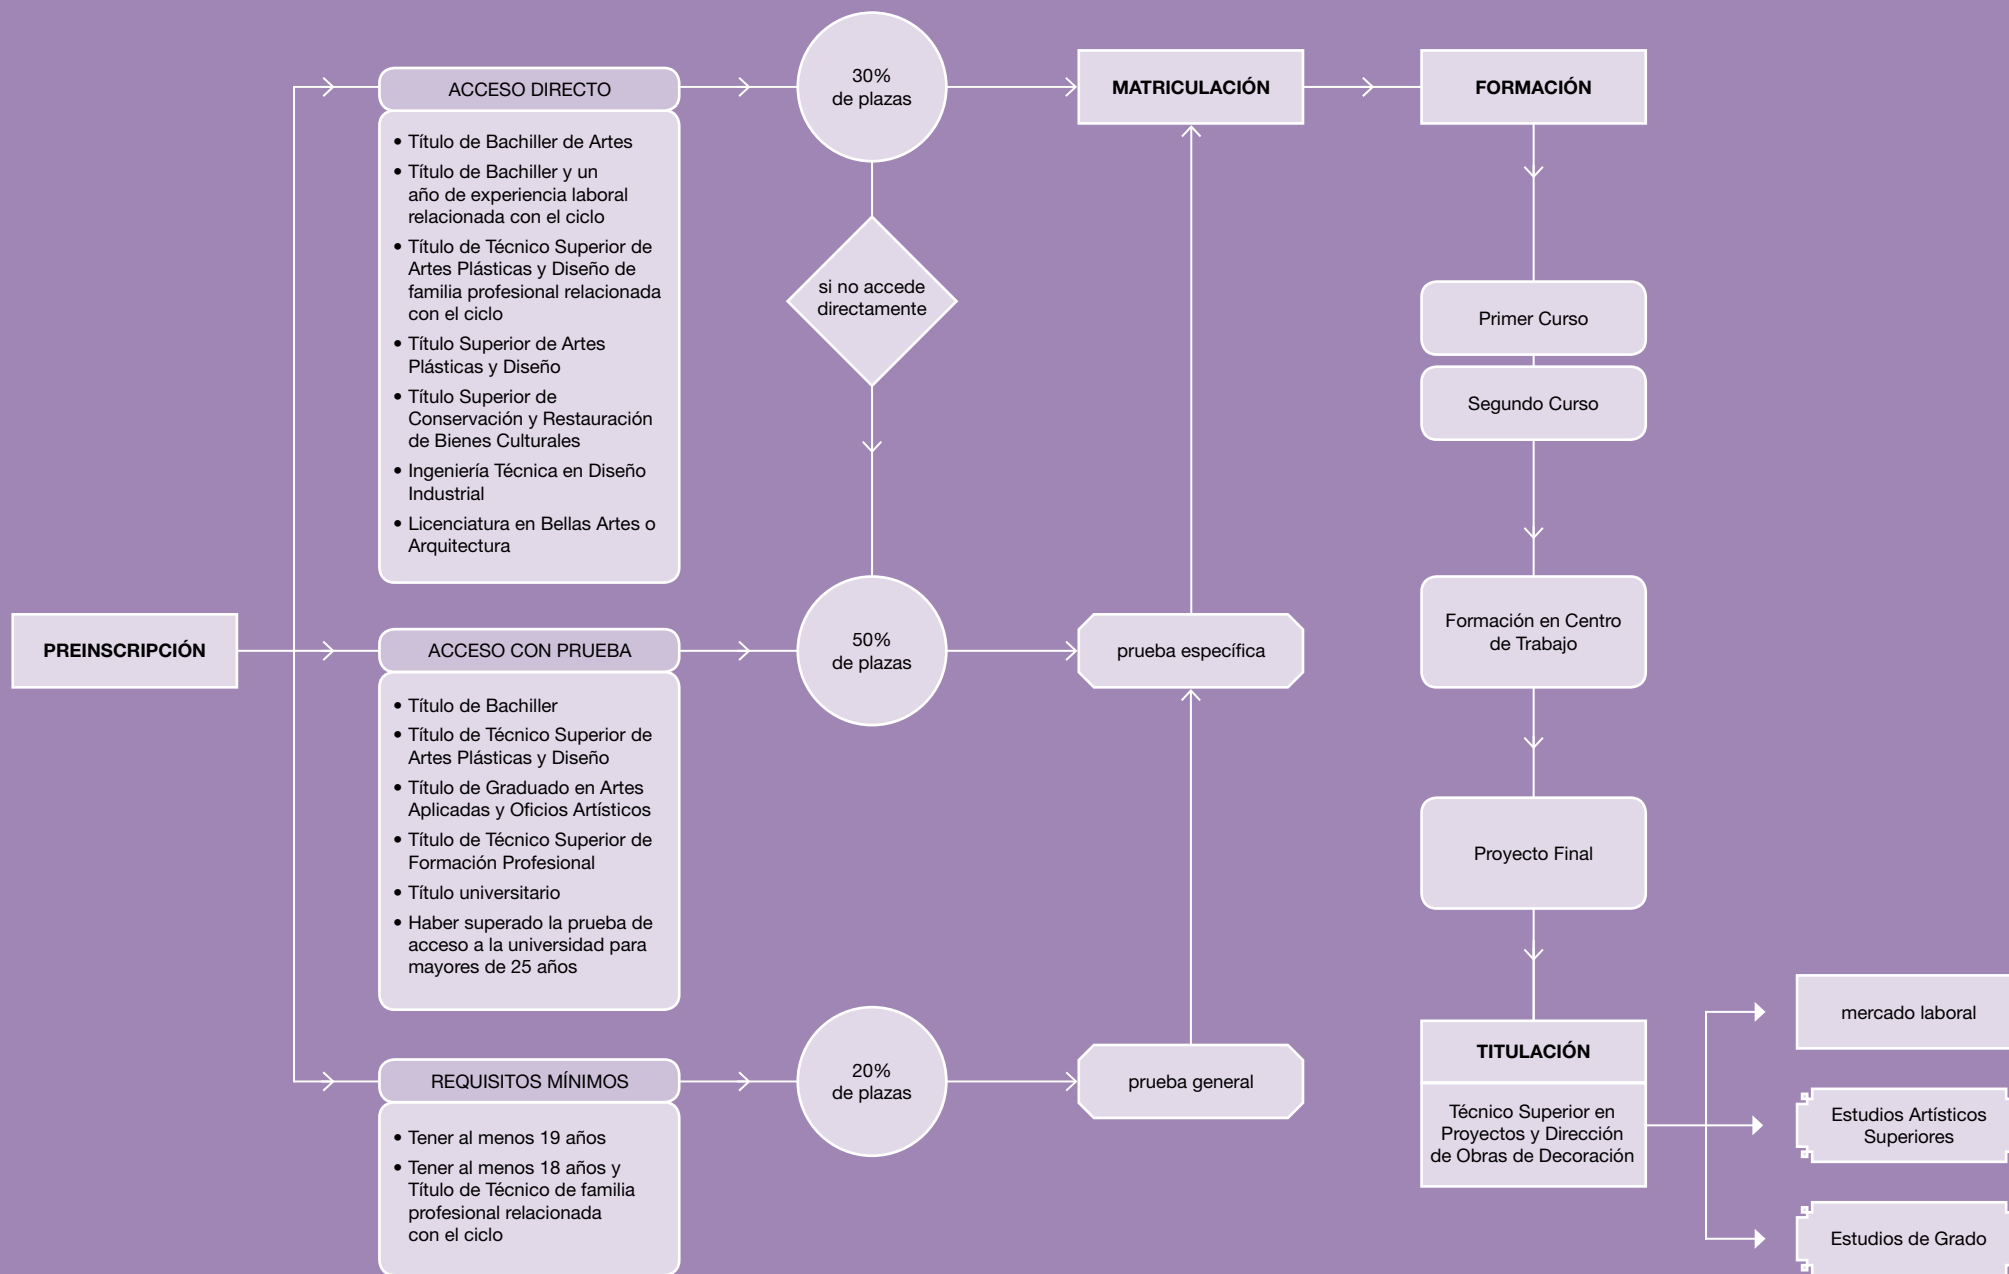 PREINSCRIPCIÓN
ACCESO DIRECTO
• Título de Bachiller de Artes
• Título de Bachiller y un
año de experiencia laboral
relacionada con el ciclo
• Título de Técnico Superior de
Artes Plásticas y Diseño de
familia profesional relacionada
con el ciclo
• Título Superior de Artes
Plásticas y Diseño
• Título Superior de
Conservación y Restauración
de Bienes Culturales
• Ingeniería Técnica en Diseño
Industrial
• Licenciatura en Bellas Artes o
Arquitectura
30%
de plazas
si no accede
directamente
ACCESO CON PRUEBA
• Título de Bachiller
• Título de Técnico Superior de
Artes Plásticas y Diseño
• Título de Graduado en Artes
Aplicadas y Oficios Artísticos
• Título de Técnico Superior de
Formación Profesional
• Título universitario
• Haber superado la prueba de
acceso a la universidad para
mayores de 25 años
50%
de plazas
prueba específica
REQUISITOS MÍNIMOS
• Tener al menos 19 años
• Tener al menos 18 años y
Título de Técnico de familia
profesional relacionada
con el ciclo
20%
de plazas
prueba general
MATRICULACIÓN
FORMACIÓN
Primer Curso
Segundo Curso
Formación en Centro
de Trabajo
Proyecto Final
TITULACIÓN
Técnico Superior en
Proyectos y Dirección
de Obras de Decoración
mercado laboral
Estudios Artísticos
Superiores
Estudios de Grado